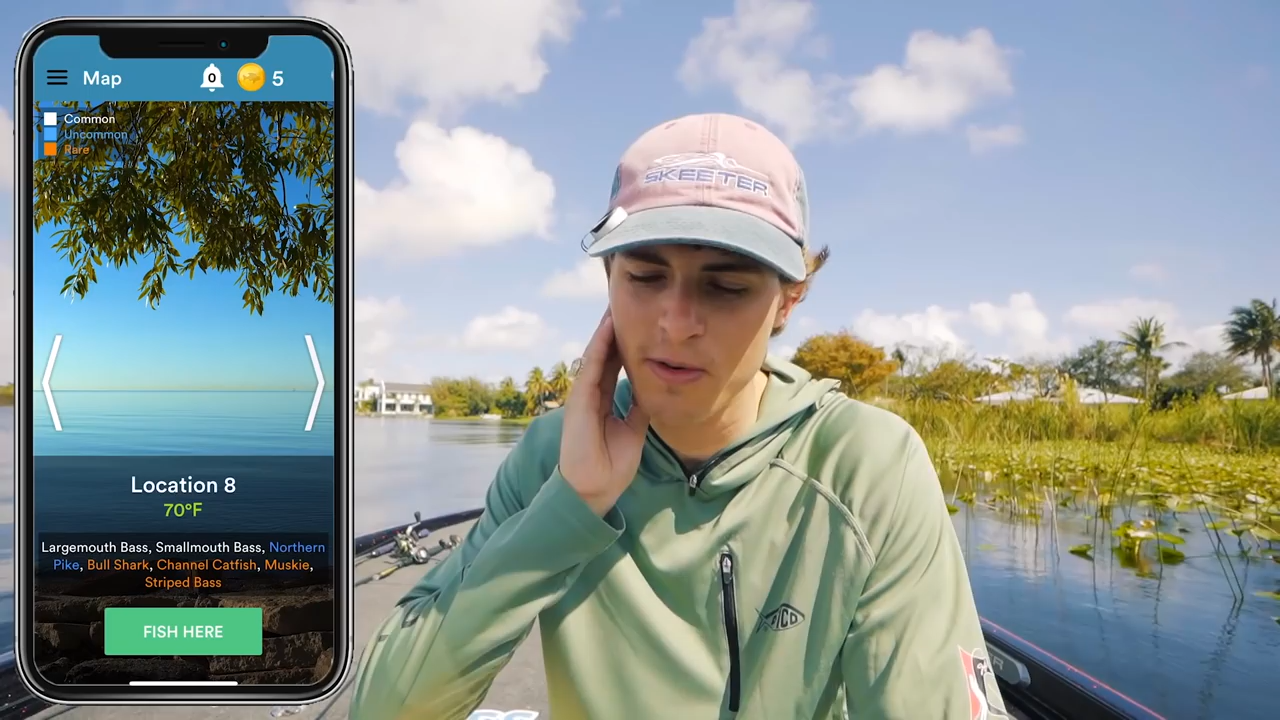 Map
0
5
Common
Uncommon
Rare
Location 8
70°F
Largemouth Bass, Smallmouth Bass, Northern
Pike, Bull Shark, Channel Catfish, Muskie,
Striped Bass
FISH HERE
SKEETER
AFTCO